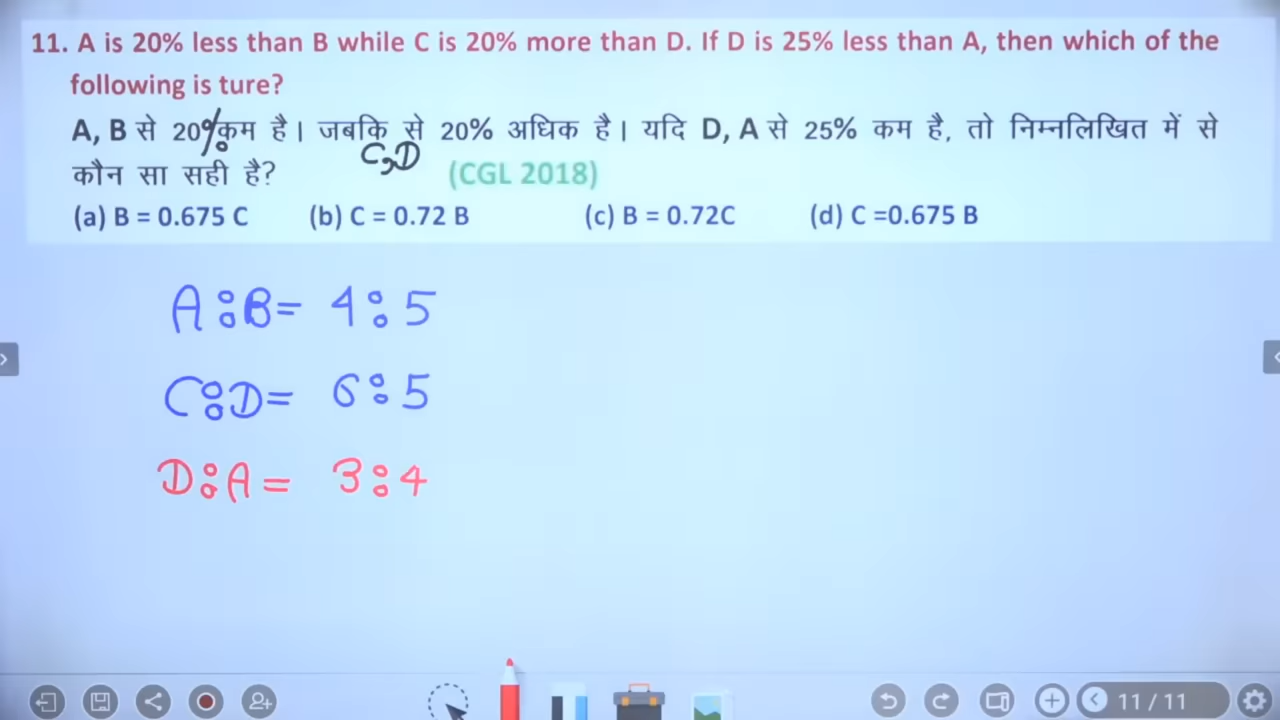 11. A is 20% less than B while C is 20% more than D. If D is 25% less than A, then which of the
following is ture?
A, B से 20% कम है। जबकि से 20% अधिक है। यदि D, A से 25% कम है, तो निम्नलिखित में से
C,D
कौन सा सही है? (CGL 2018)
(a) B = 0.675 C (b) C = 0.72 B (c) B = 0.72C (d) C =0.675 B
A:B= 4:5
C:D= 6:5
D:A= 3:4
11 / 11